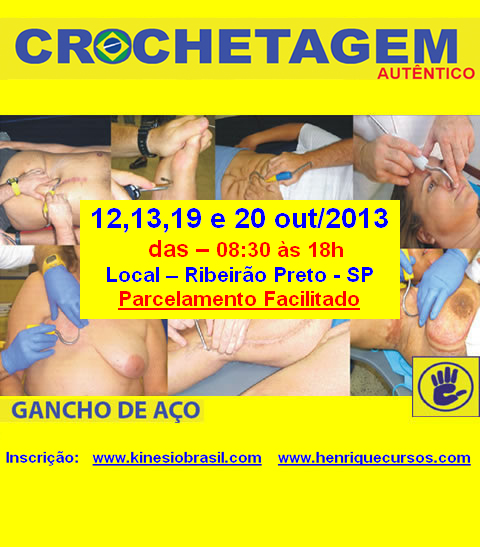 CROCHETAGEM
AUTÊNTICO
12,13,19 e 20 out/2013
das – 08:30 às 18h
Local – Ribeirão Preto - SP
Parcelamento Facilitado
GANCHO DE AÇO
Inscrição: www.kinesiobrasil.com www.henriquecursos.com